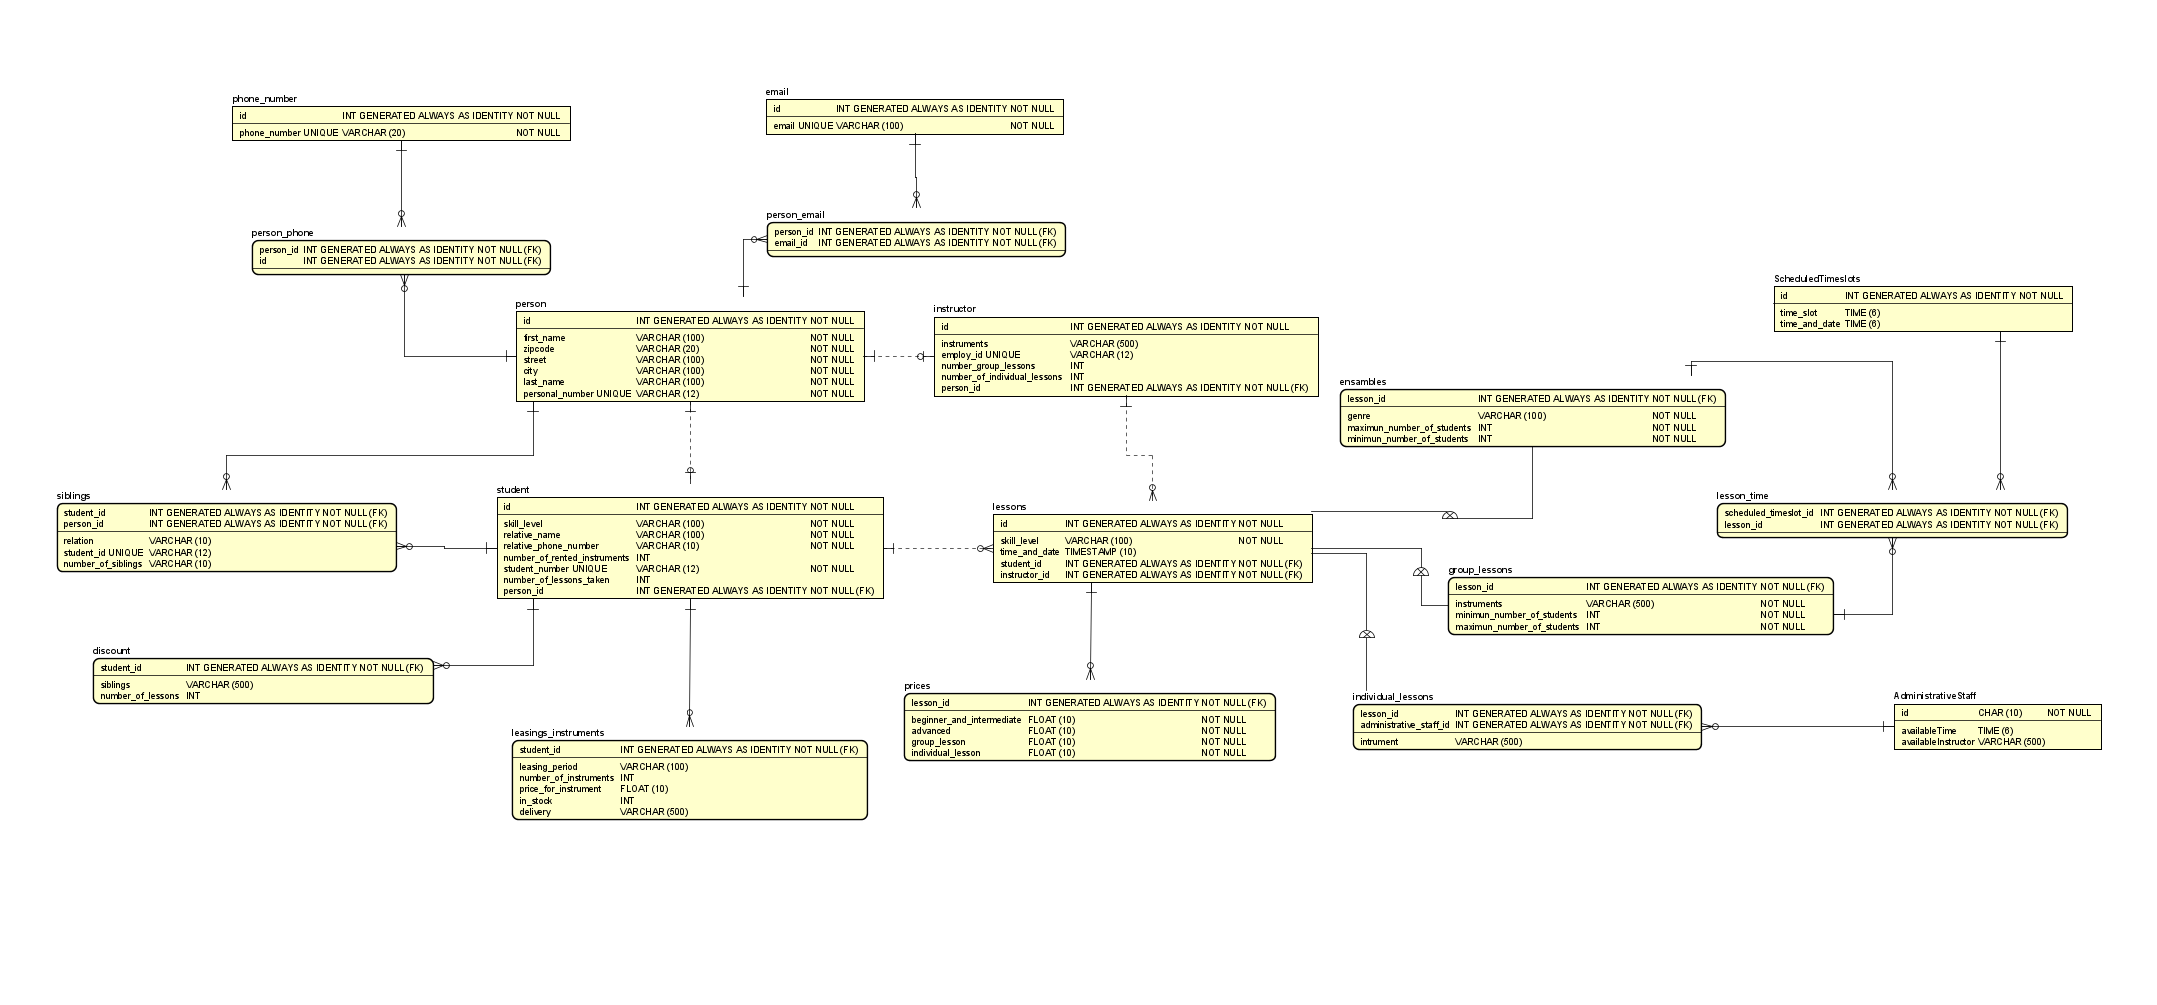 phone_number
id INT GENERATED ALWAYS AS IDENTITY NOT NULL
phone_number UNIQUE VARCHAR (20) NOT NULL
email
id INT GENERATED ALWAYS AS IDENTITY NOT NULL
email UNIQUE VARCHAR (100) NOT NULL
person_phone
person_id INT GENERATED ALWAYS AS IDENTITY NOT NULL (FK)
id INT GENERATED ALWAYS AS IDENTITY NOT NULL (FK)
person_email
person_id INT GENERATED ALWAYS AS IDENTITY NOT NULL (FK)
email_id INT GENERATED ALWAYS AS IDENTITY NOT NULL (FK)
person
id INT GENERATED ALWAYS AS IDENTITY NOT NULL
first_name VARCHAR (100) NOT NULL
zipcode VARCHAR (20) NOT NULL
street VARCHAR (100) NOT NULL
city VARCHAR (100) NOT NULL
last_name VARCHAR (100) NOT NULL
personal_number UNIQUE VARCHAR (12) NOT NULL
instructor
id INT GENERATED ALWAYS AS IDENTITY NOT NULL
instruments VARCHAR (500)
employ_id UNIQUE VARCHAR (12)
number_group_lessons INT
number_of_individual_lessons INT
person_id INT GENERATED ALWAYS AS IDENTITY NOT NULL (FK)
ScheduledTimeslots
id INT GENERATED ALWAYS AS IDENTITY NOT NULL
time_slot TIME (6)
time_and_date TIME (6)
ensambles
lesson_id INT GENERATED ALWAYS AS IDENTITY NOT NULL (FK)
genre VARCHAR (100) NOT NULL
maximun_number_of_students INT NOT NULL
minimun_number_of_students INT NOT NULL
siblings
student_id INT GENERATED ALWAYS AS IDENTITY NOT NULL (FK)
person_id INT GENERATED ALWAYS AS IDENTITY NOT NULL (FK)
relation VARCHAR (10)
student_id UNIQUE VARCHAR (12)
number_of_siblings VARCHAR (10)
student
id INT GENERATED ALWAYS AS IDENTITY NOT NULL
skill_level VARCHAR (100) NOT NULL
relative_name VARCHAR (100) NOT NULL
relative_phone_number VARCHAR (10) NOT NULL
number_of_rented_instruments INT
student_number UNIQUE VARCHAR (12) NOT NULL
number_of_lessons_taken INT
person_id INT GENERATED ALWAYS AS IDENTITY NOT NULL (FK)
lessons
id INT GENERATED ALWAYS AS IDENTITY NOT NULL
skill_level VARCHAR (100) NOT NULL
time_and_date TIMESTAMP (10)
student_id INT GENERATED ALWAYS AS IDENTITY NOT NULL (FK)
instructor_id INT GENERATED ALWAYS AS IDENTITY NOT NULL (FK)
lesson_time
scheduled_timeslot_id INT GENERATED ALWAYS AS IDENTITY NOT NULL (FK)
lesson_id INT GENERATED ALWAYS AS IDENTITY NOT NULL (FK)
group_lessons
lesson_id INT GENERATED ALWAYS AS IDENTITY NOT NULL (FK)
instruments VARCHAR (500) NOT NULL
minimun_number_of_students INT NOT NULL
maximun_number_of_students INT NOT NULL
discount
student_id INT GENERATED ALWAYS AS IDENTITY NOT NULL (FK)
siblings VARCHAR (500)
number_of_lessons INT
leasings_instruments
student_id INT GENERATED ALWAYS AS IDENTITY NOT NULL (FK)
leasing_period VARCHAR (100)
number_of_instruments INT
price_for_instrument FLOAT (10)
in_stock INT
delivery VARCHAR (500)
prices
lesson_id INT GENERATED ALWAYS AS IDENTITY NOT NULL (FK)
beginner_and_intermediate FLOAT (10) NOT NULL
advanced FLOAT (10) NOT NULL
group_lesson FLOAT (10) NOT NULL
individual_lesson FLOAT (10) NOT NULL
individual_lessons
lesson_id INT GENERATED ALWAYS AS IDENTITY NOT NULL (FK)
administrative_staff_id INT GENERATED ALWAYS AS IDENTITY NOT NULL (FK)
intrument VARCHAR (500)
AdministrativeStaff
id CHAR (10) NOT NULL
availableTime TIME (6)
availableInstructor VARCHAR (500)